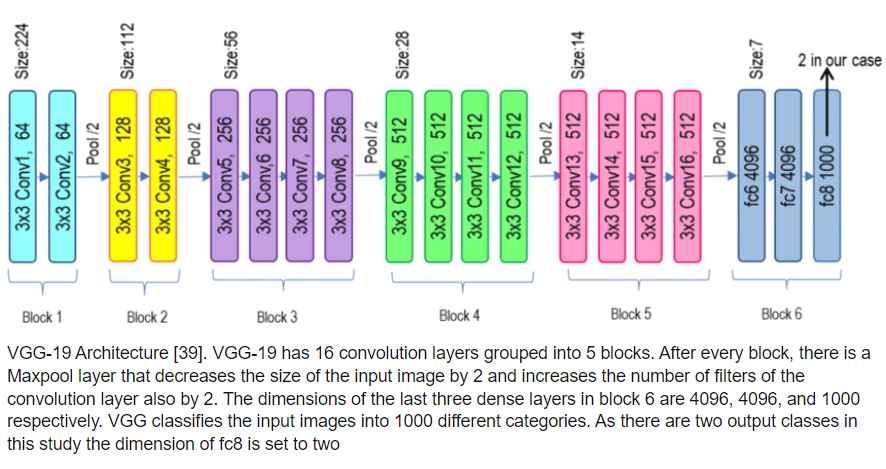 Size:224
Size:112
Size:56
Size:28
Size:14
Size:7
2 in our case
3x3 Conv1, 64
3x3 Conv2, 64
Pool /2
3x3 Conv3, 128
3x3 Conv4, 128
Pool /2
3x3 Conv5, 256
3x3 Conv,6 256
3x3 Conv7, 256
3x3 Conv8, 256
Pool /2
3x3 Conv9, 512
3x3 Conv10, 512
3x3 Conv11, 512
3x3 Conv12, 512
Pool /2
3x3 Conv13, 512
3x3 Conv14, 512
3x3 Conv15, 512
3x3 Conv16, 512
Pool /2
fc6 4096
fc7 4096
fc8 1000
Block 1
Block 2
Block 3
Block 4
Block 5
Block 6
VGG-19 Architecture [39]. VGG-19 has 16 convolution layers grouped into 5 blocks. After every block, there is a
Maxpool layer that decreases the size of the input image by 2 and increases the number of filters of the
convolution layer also by 2. The dimensions of the last three dense layers in block 6 are 4096, 4096, and 1000
respectively. VGG classifies the input images into 1000 different categories. As there are two output classes in
this study the dimension of fc8 is set to two